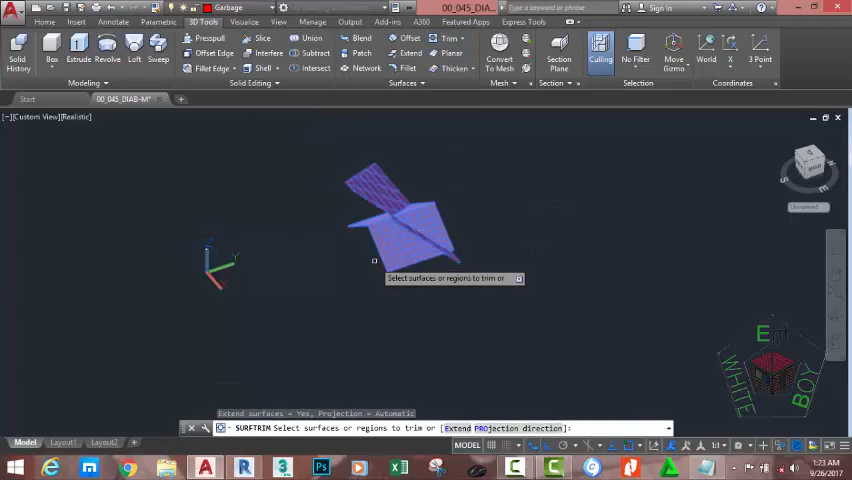 Garbage
00_045_DIAB-M...
Type a keyword or phrase
Sign In
Home Insert Annotate Parametric 3D Tools Visualize View Manage Output Add-ins A360 Featured Apps Express Tools
Solid History
Box
Extrude
Revolve
Loft
Sweep
Presspull
Offset Edge
Fillet Edge
Slice
Interfere
Shell
Union
Subtract
Intersect
Blend
Patch
Network
Offset
Extend
Fillet
Trim
Planar
Thicken
Convert To Mesh
Section Plane
Culling
No Filter
Move Gizmo
World
X
3 Point
Modeling
Solid Editing
Surfaces
Mesh
Section
Selection
Coordinates
Start
00_045_DIAB-M*
[−][Custom View][Realistic]
Unnamed
Z
Y
Select surfaces or regions to trim or
Ent
WHITE
BOY
Extend surfaces = Yes, Projection = Automatic
SURFTRIM Select surfaces or regions to trim or [Extend PROjection direction]:
Model Layout1 Layout2
MODEL
1:1
1:23 PM
9/26/2017